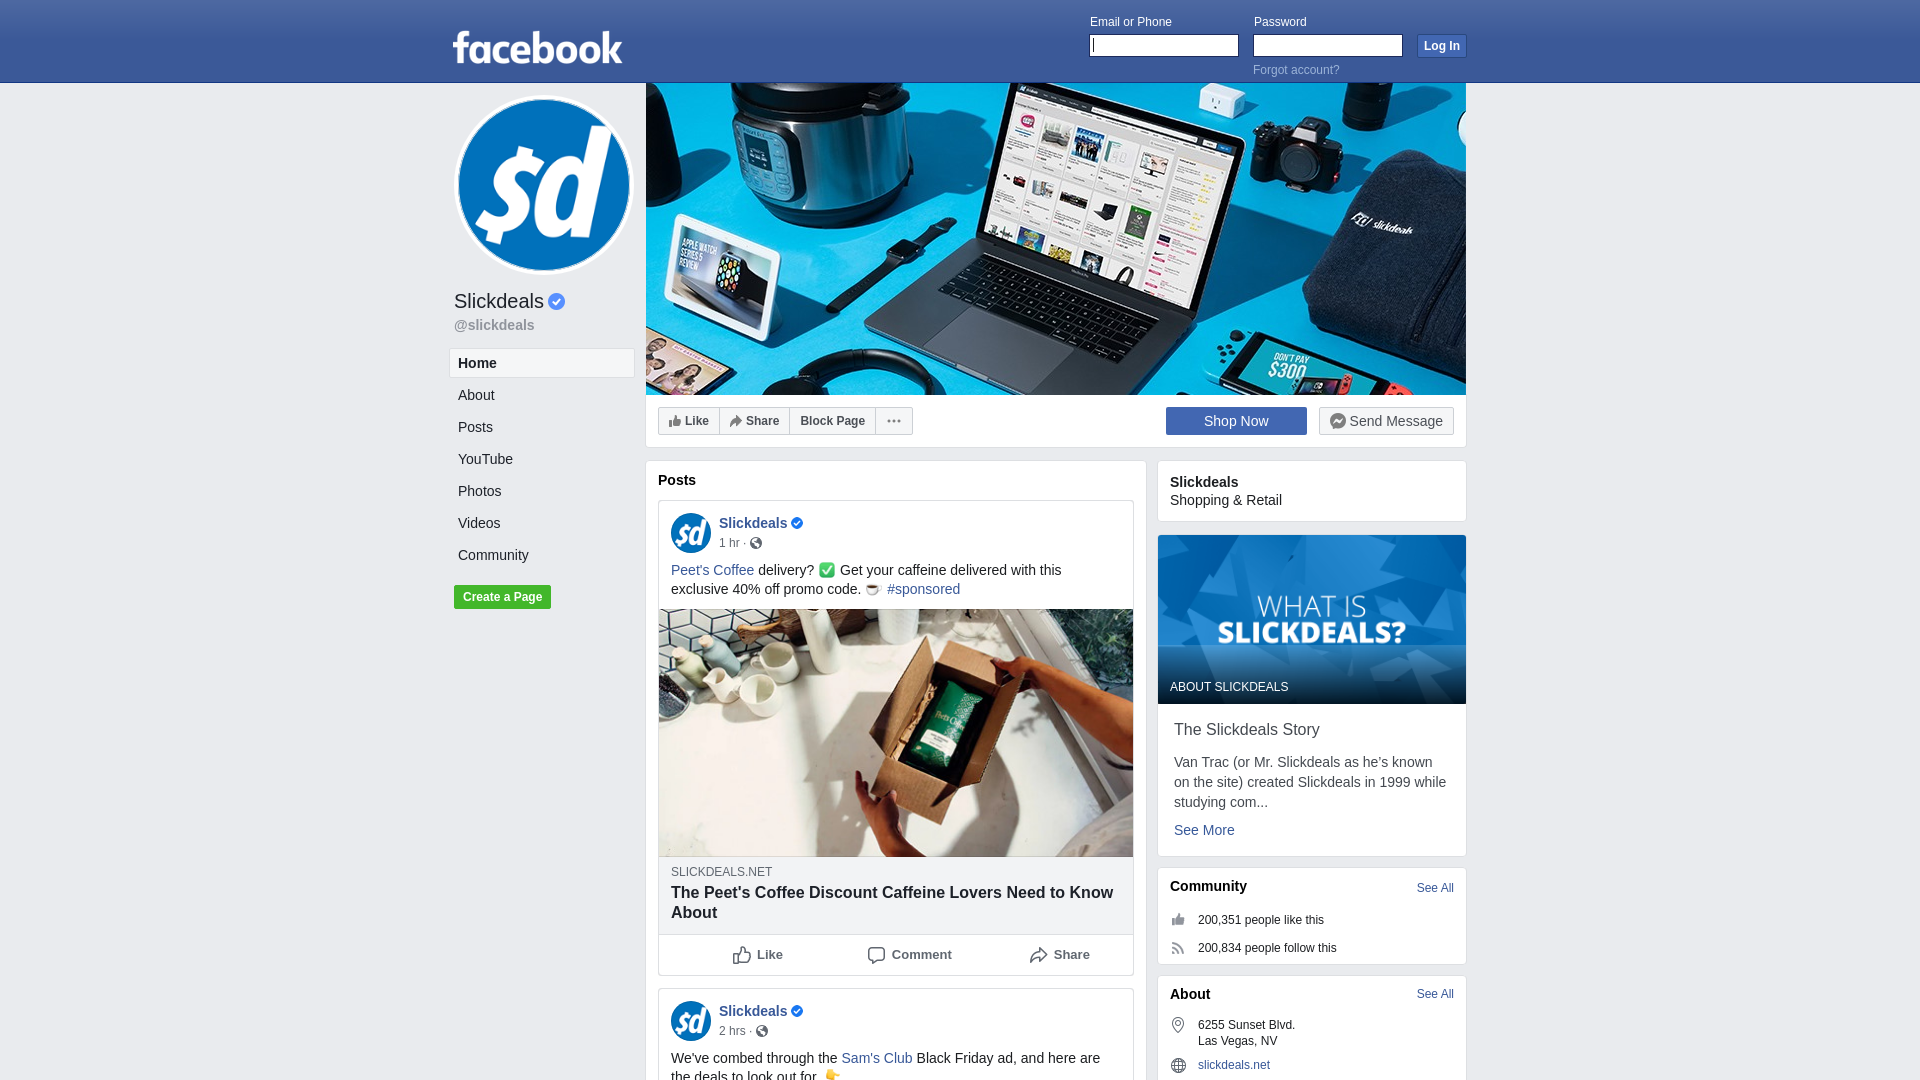 facebook
Email or Phone
Password
Log In
Forgot account?
$d
Slickdeals
@slickdeals
Home
About
Posts
YouTube
Photos
Videos
Community
Create a Page
APPLE WATCH
SERIES 5
REVIEW
slickdeals
DON'T PAY
$300
Like
Share
Block Page
Shop Now
Send Message
Posts
$d
Slickdeals
1 hr ·
Peet's Coffee delivery? ✅ Get your caffeine delivered with this
exclusive 40% off promo code. ☕ #sponsored
SLICKDEALS.NET
The Peet's Coffee Discount Caffeine Lovers Need to Know
About
Like
Comment
Share
$d
Slickdeals
2 hrs ·
We've combed through the Sam's Club Black Friday ad, and here are
the deals to look out for. 👇
Slickdeals
Shopping & Retail
WHAT IS
SLICKDEALS?
ABOUT SLICKDEALS
The Slickdeals Story
Van Trac (or Mr. Slickdeals as he’s known
on the site) created Slickdeals in 1999 while
studying com...
See More
Community
See All
200,351 people like this
200,834 people follow this
About
See All
6255 Sunset Blvd.
Las Vegas, NV
slickdeals.net